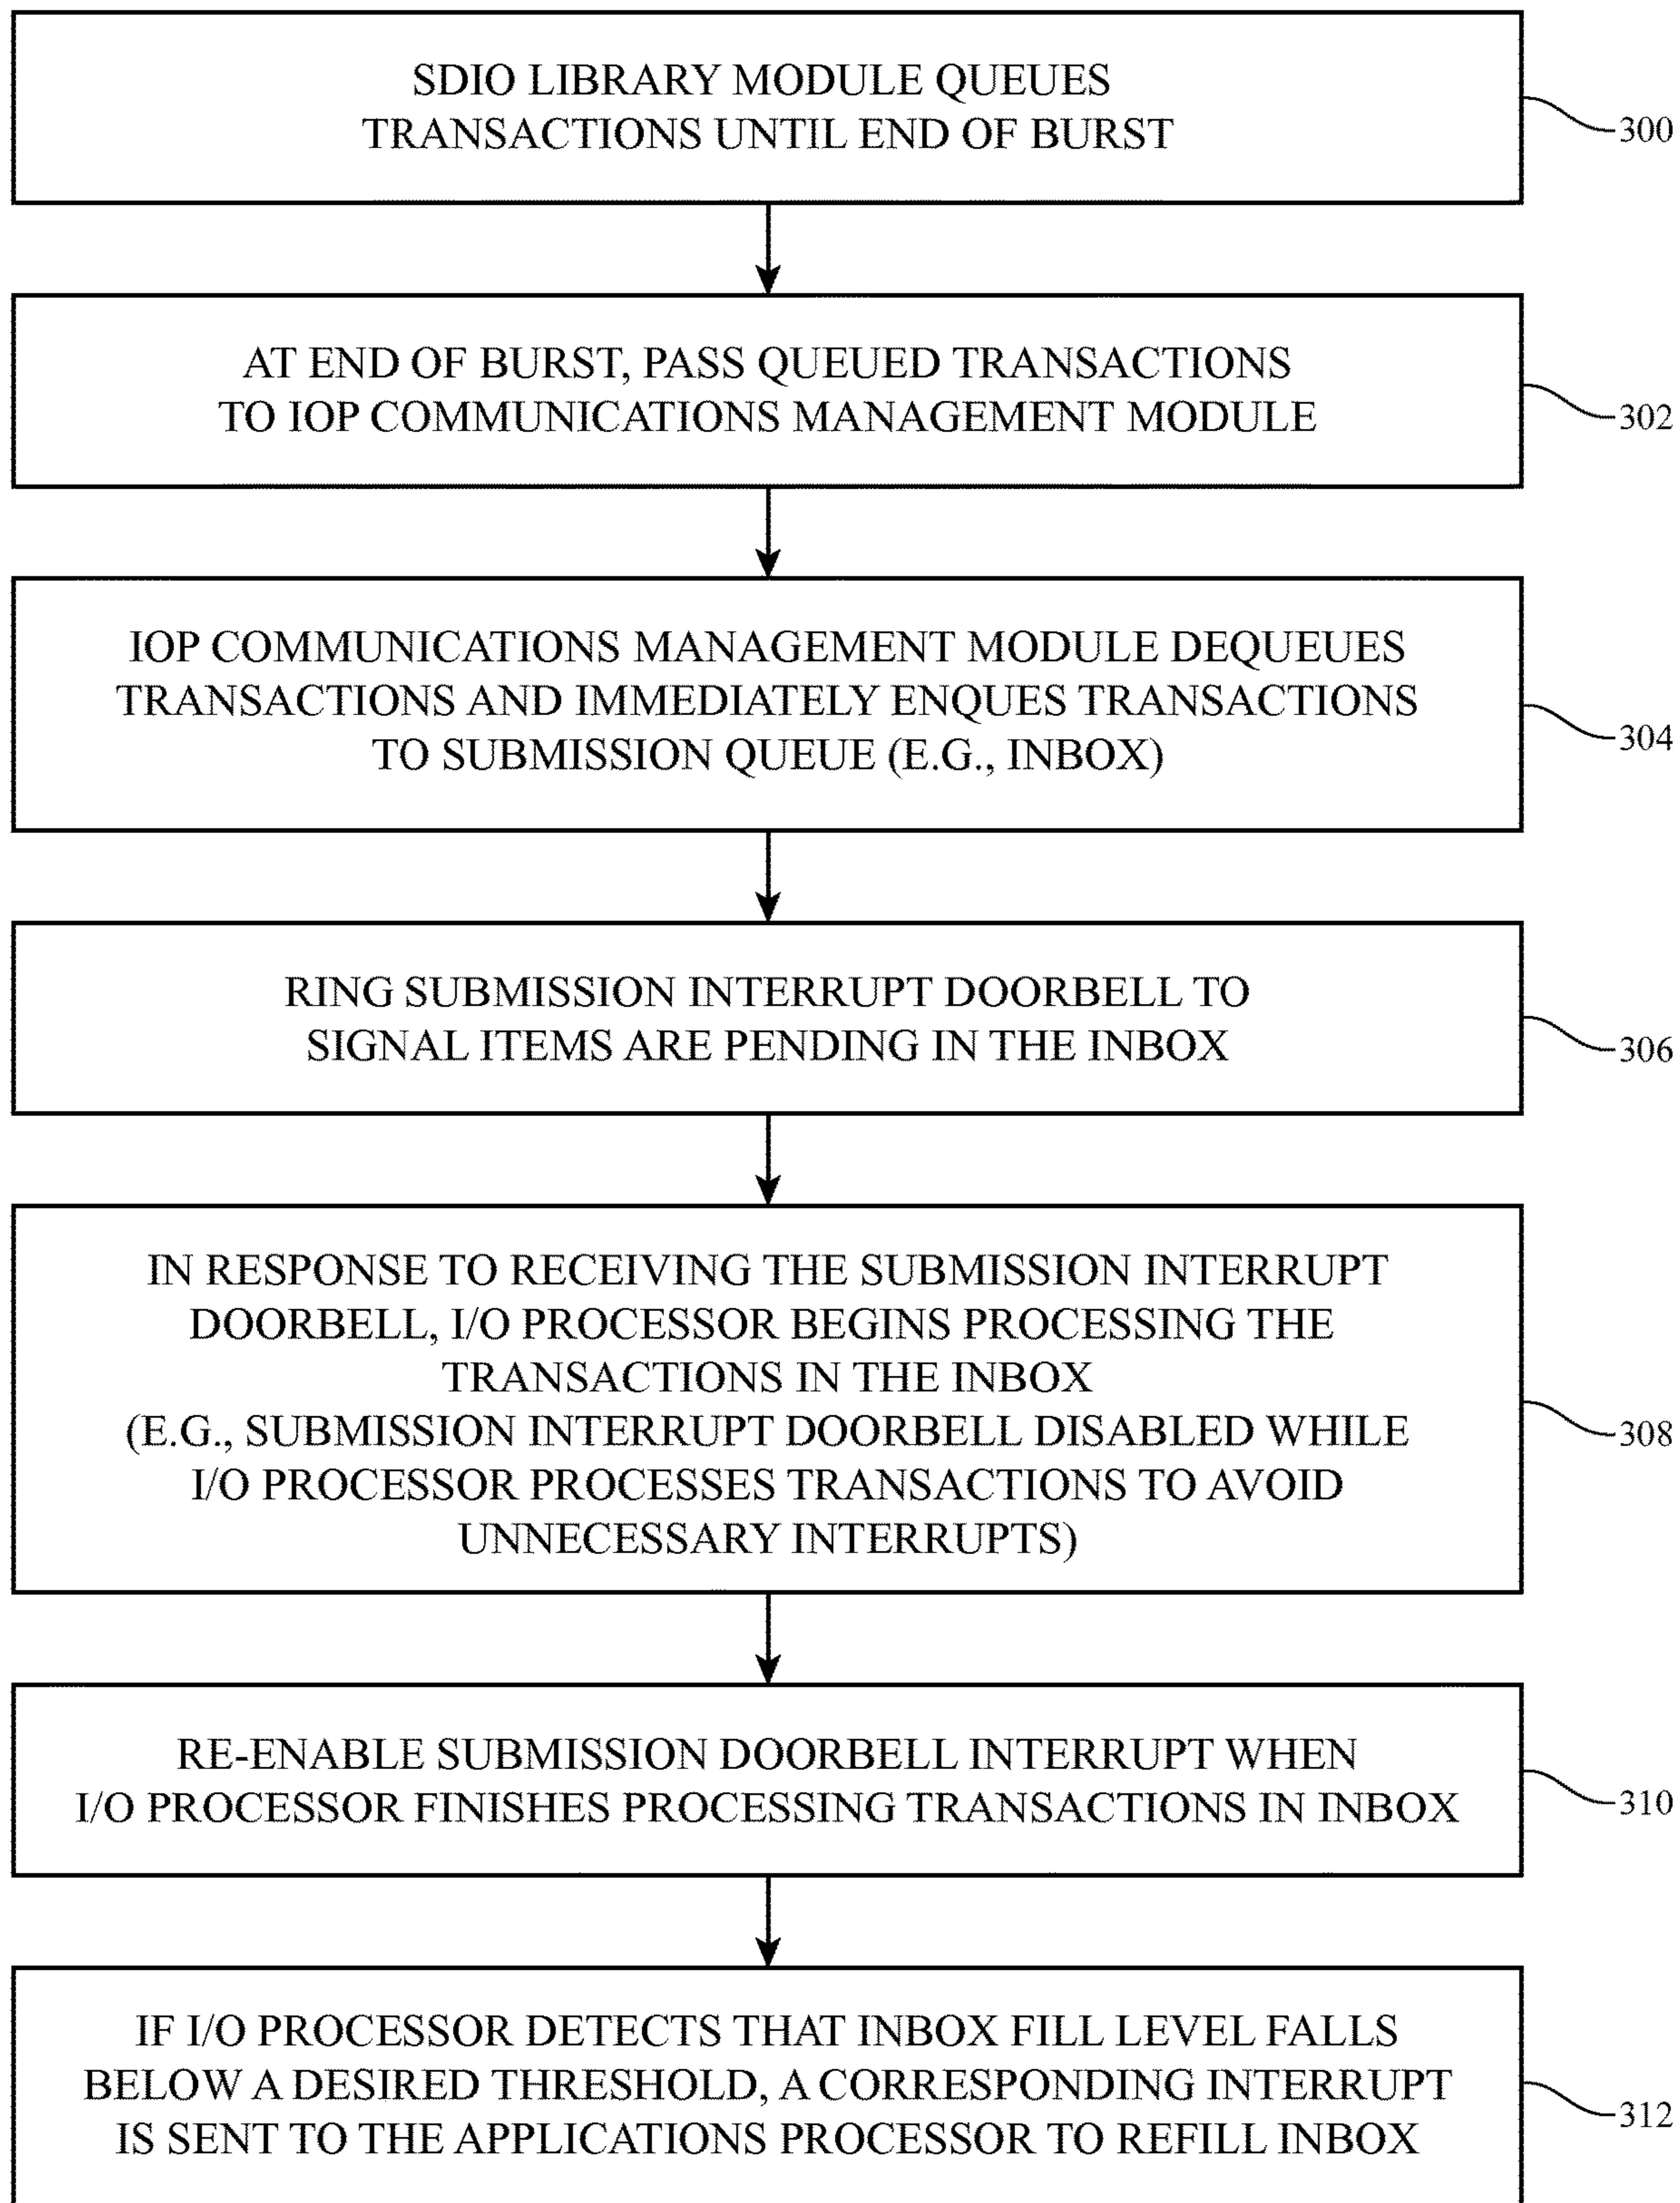 SDIO LIBRARY MODULE QUEUES
TRANSACTIONS UNTIL END OF BURST
300
AT END OF BURST, PASS QUEUED TRANSACTIONS
TO IOP COMMUNICATIONS MANAGEMENT MODULE
302
IOP COMMUNICATIONS MANAGEMENT MODULE DEQUEUES
TRANSACTIONS AND IMMEDIATELY ENQUES TRANSACTIONS
TO SUBMISSION QUEUE (E.G., INBOX)
304
RING SUBMISSION INTERRUPT DOORBELL TO
SIGNAL ITEMS ARE PENDING IN THE INBOX
306
IN RESPONSE TO RECEIVING THE SUBMISSION INTERRUPT
DOORBELL, I/O PROCESSOR BEGINS PROCESSING THE
TRANSACTIONS IN THE INBOX
(E.G., SUBMISSION INTERRUPT DOORBELL DISABLED WHILE
I/O PROCESSOR PROCESSES TRANSACTIONS TO AVOID
UNNECESSARY INTERRUPTS)
308
RE-ENABLE SUBMISSION DOORBELL INTERRUPT WHEN
I/O PROCESSOR FINISHES PROCESSING TRANSACTIONS IN INBOX
310
IF I/O PROCESSOR DETECTS THAT INBOX FILL LEVEL FALLS
BELOW A DESIRED THRESHOLD, A CORRESPONDING INTERRUPT
IS SENT TO THE APPLICATIONS PROCESSOR TO REFILL INBOX
312